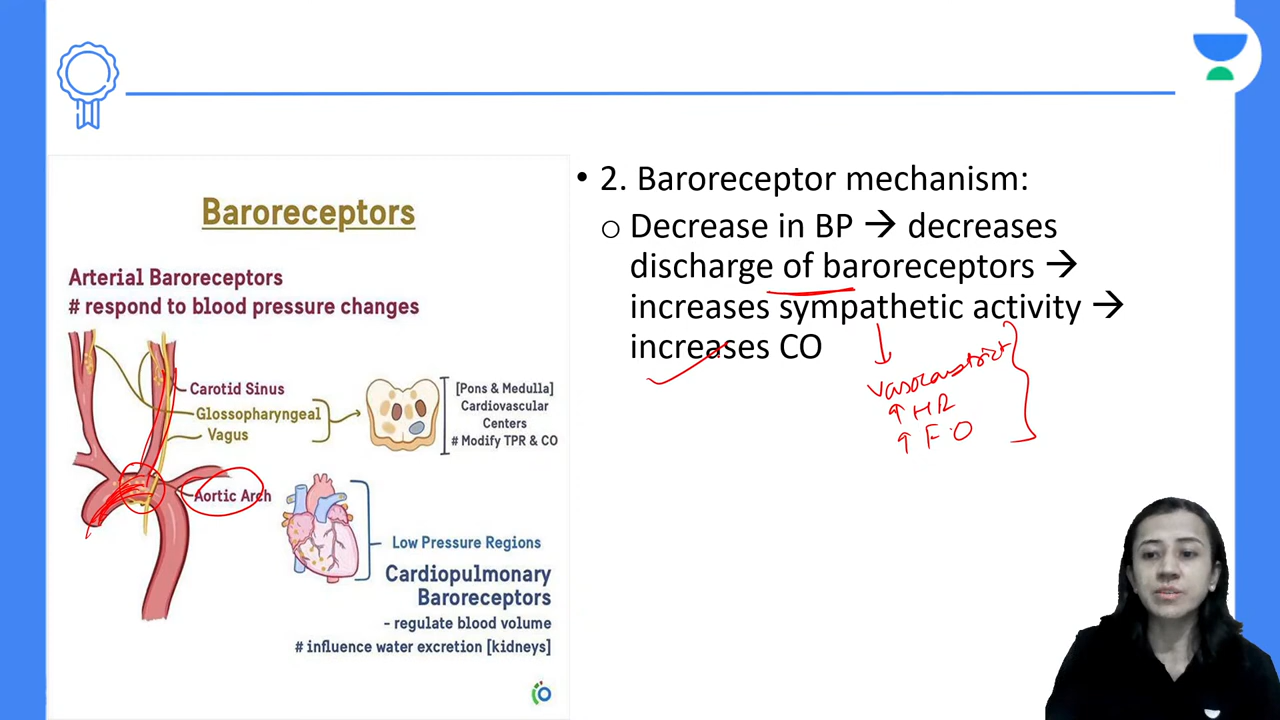 Baroreceptors
Arterial Baroreceptors
# respond to blood pressure changes
Carotid Sinus
Glossopharyngeal
Vagus
Aortic Arch
[Pons & Medulla]
Cardiovascular
Centers
# Modify TPR & CO
Low Pressure Regions
Cardiopulmonary
Baroreceptors
- regulate blood volume
# influence water excretion [kidneys]
• 2. Baroreceptor mechanism:
o Decrease in BP → decreases
discharge of baroreceptors →
increases sympathetic activity →
increases CO
↓
vasoconstrict
↑ HR
↑ F.O